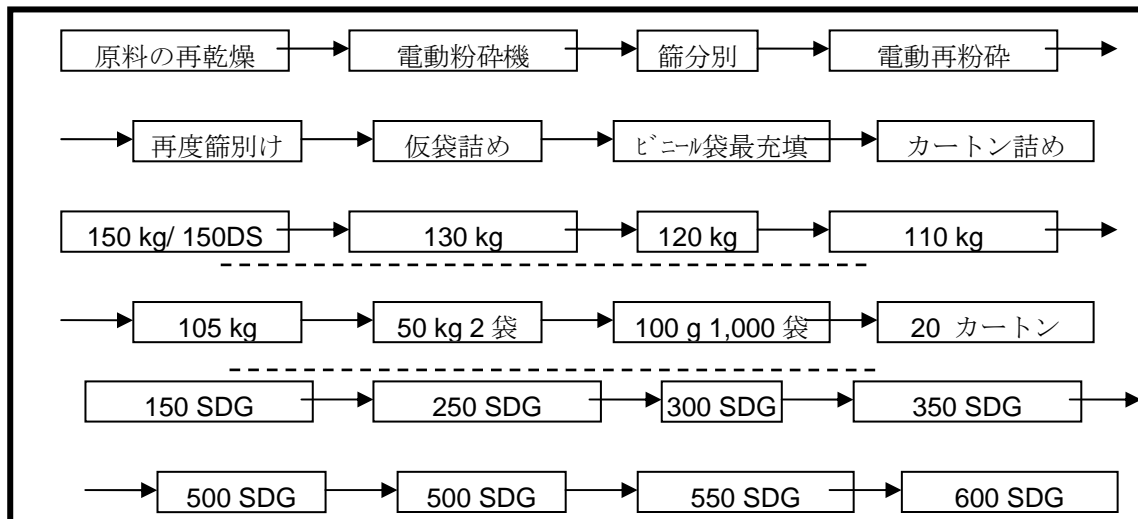 原料の再乾燥 電動粉砕機 篩分別 電動再粉砕
再度篩別け 仮袋詰め ﾋﾞﾆｰﾙ袋最充填 カートン詰め
150 kg/ 150DS 130 kg 120 kg 110 kg
105 kg 50 kg 2 袋 100 g 1,000 袋 20 カートン
150 SDG 250 SDG 300 SDG 350 SDG
500 SDG 500 SDG 550 SDG 600 SDG